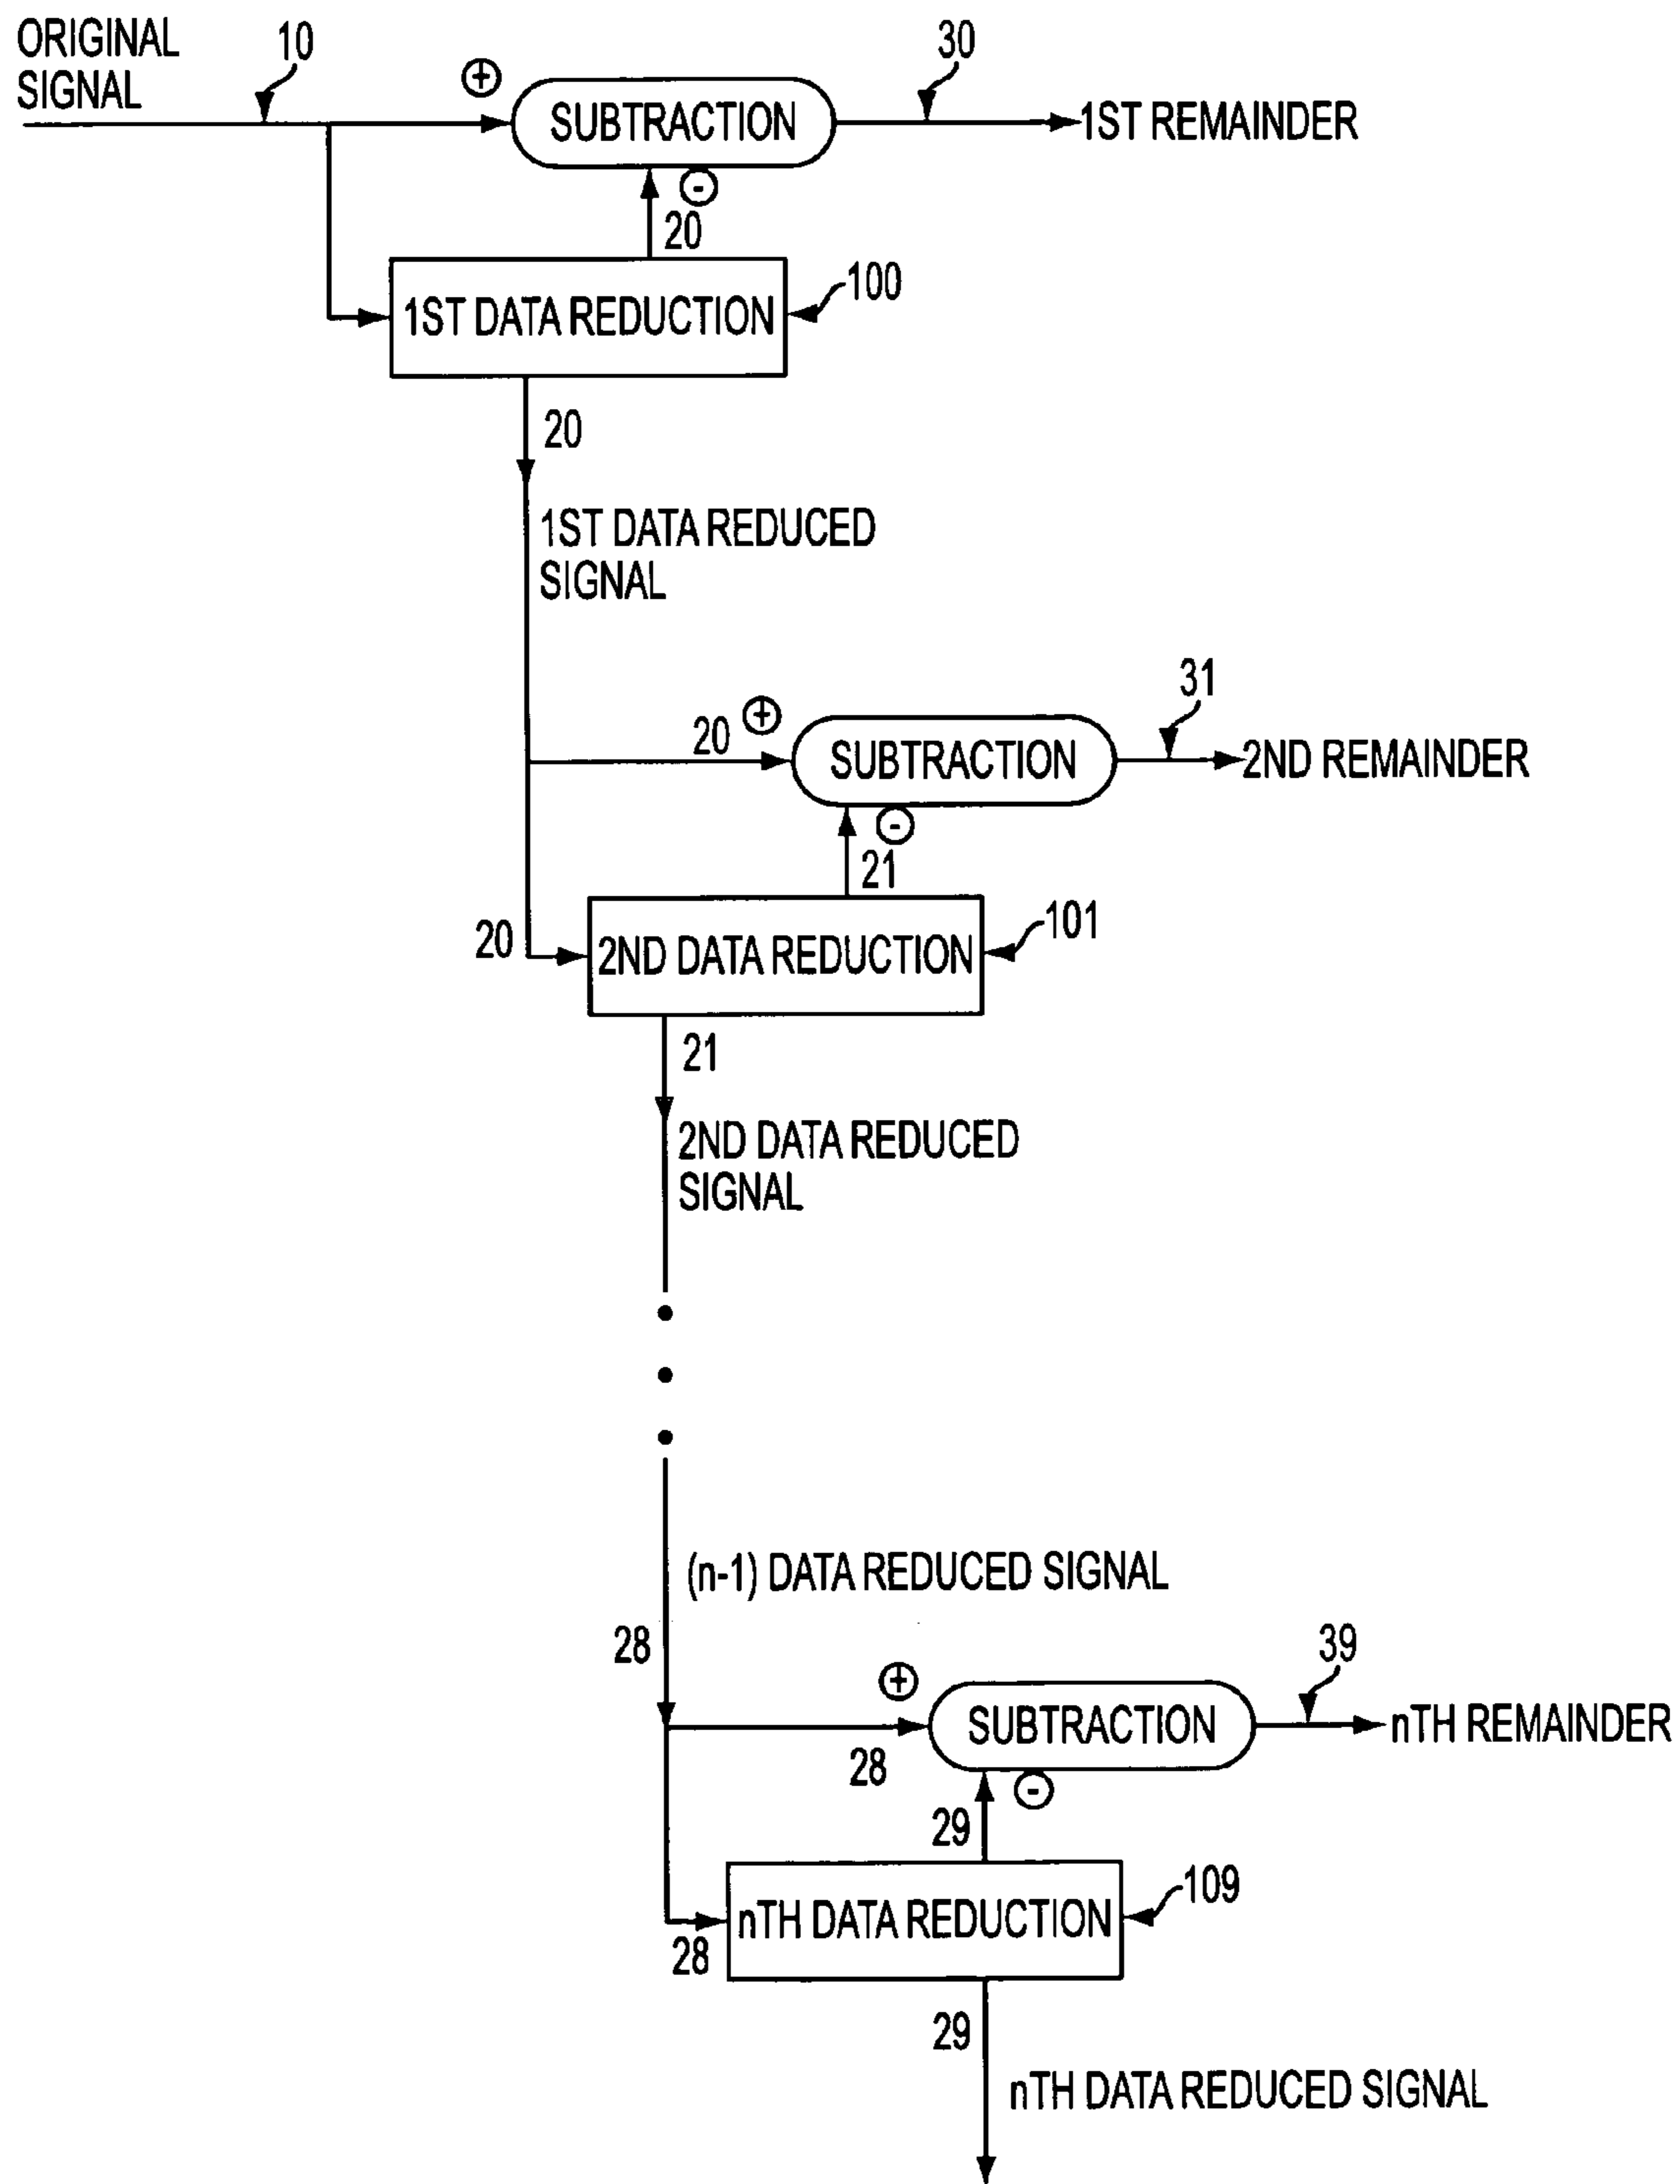 ORIGINAL
SIGNAL
10
+
SUBTRACTION
30
1ST REMAINDER
-
20
1ST DATA REDUCTION
100
20
1ST DATA REDUCED
SIGNAL
20
+
SUBTRACTION
31
2ND REMAINDER
-
21
20
2ND DATA REDUCTION
101
21
2ND DATA REDUCED
SIGNAL
(n-1) DATA REDUCED SIGNAL
28
+
SUBTRACTION
39
nTH REMAINDER
28
-
29
28
nTH DATA REDUCTION
109
29
nTH DATA REDUCED SIGNAL